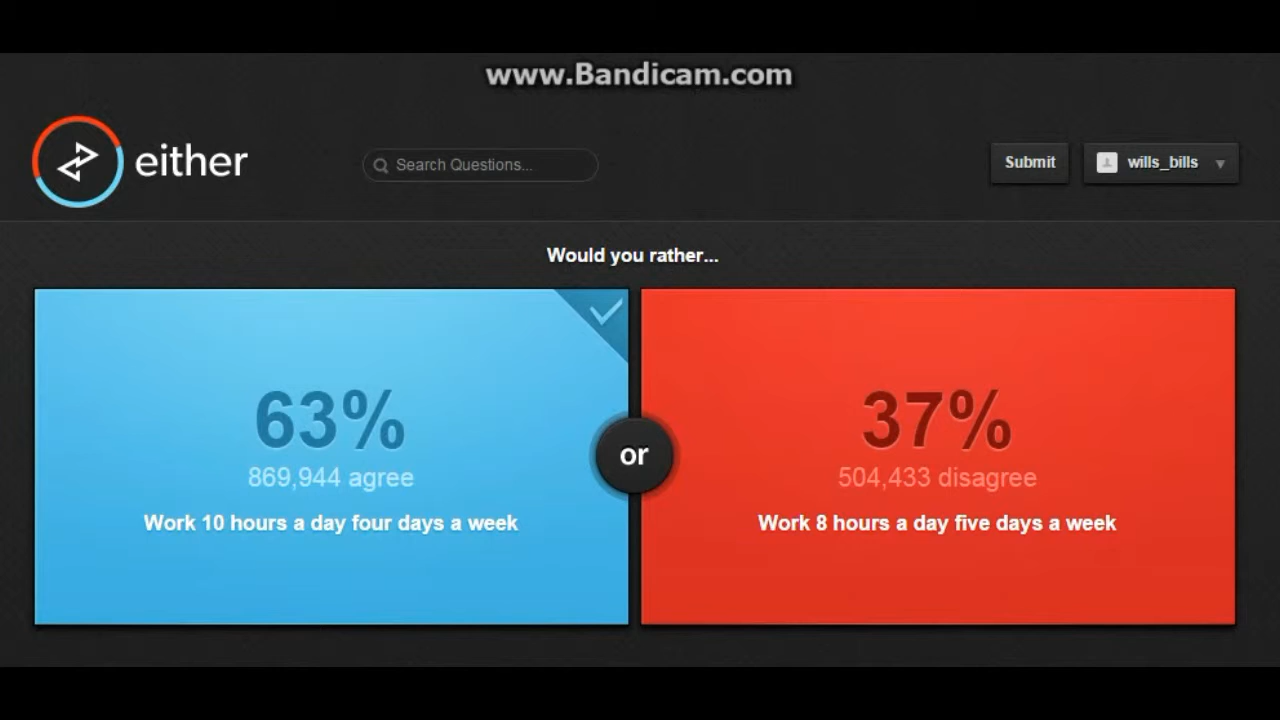 www.Bandicam.com
either
Search Questions...
Submit
wills_bills
Would you rather...
63%
869,944 agree
Work 10 hours a day four days a week
or
37%
504,433 disagree
Work 8 hours a day five days a week